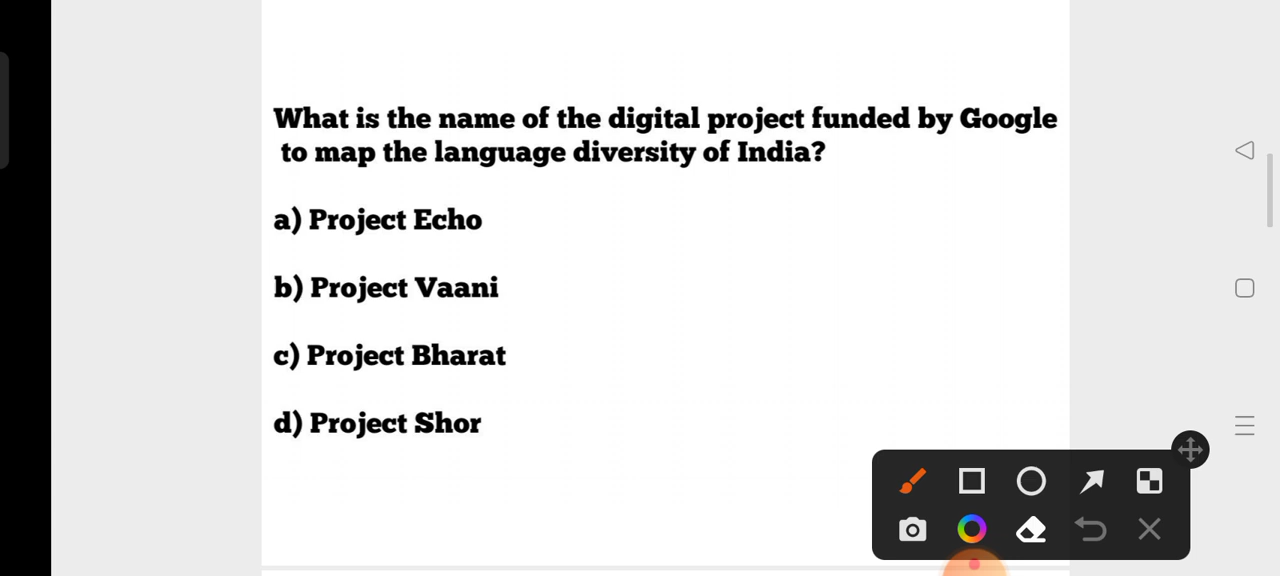 What is the name of the digital project funded by Google
to map the language diversity of India?
a) Project Echo
b) Project Vaani
c) Project Bharat
d) Project Shor